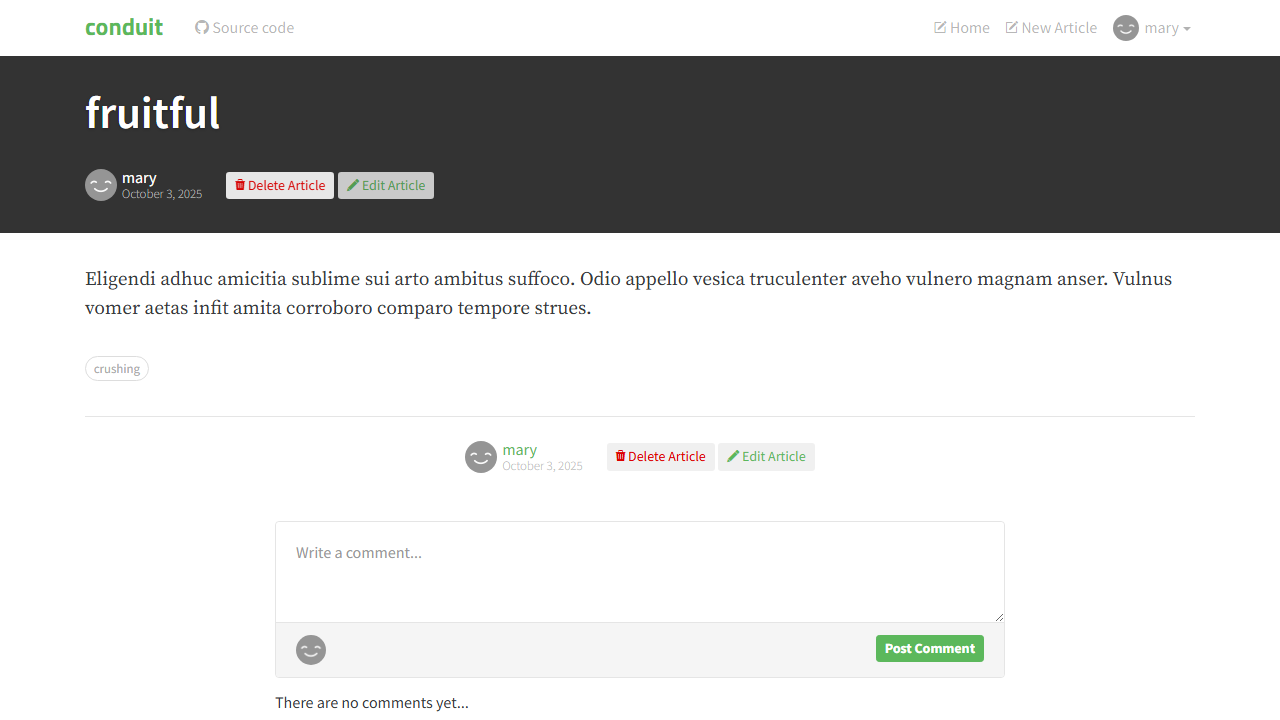 conduit
Source code
Home
New Article
mary
fruitful
mary
October 3, 2025
Delete Article
Edit Article
Eligendi adhuc amicitia sublime sui arto ambitus suffoco. Odio appello vesica truculenter aveho vulnero magnam anser. Vulnus
vomer aetas infit amita corroboro comparo tempore strues.
crushing
mary
October 3, 2025
Delete Article
Edit Article
Write a comment...
Post Comment
There are no comments yet...